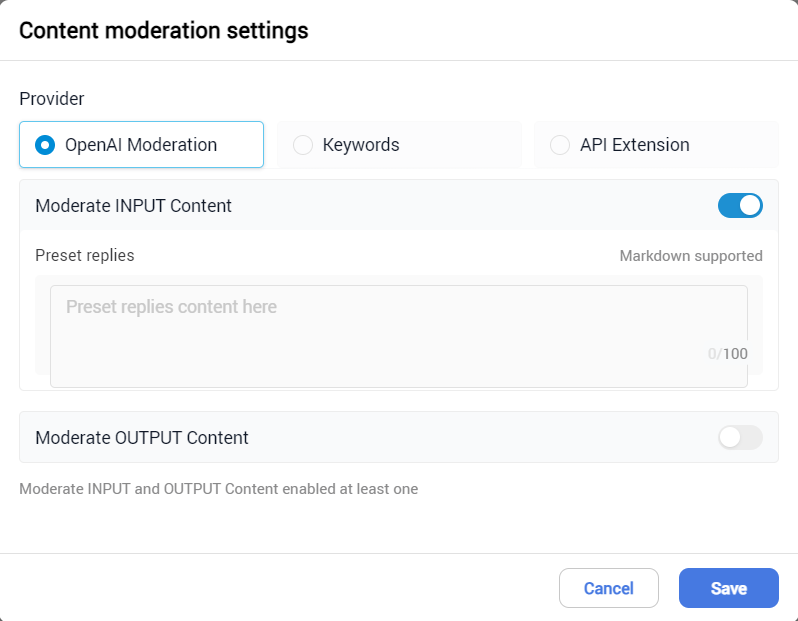 Content moderation settings
Provider
OpenAI Moderation
Keywords
API Extension
Moderate INPUT Content
Preset replies
Markdown supported
Preset replies content here
0/100
Moderate OUTPUT Content
Moderate INPUT and OUTPUT Content enabled at least one
Cancel
Save